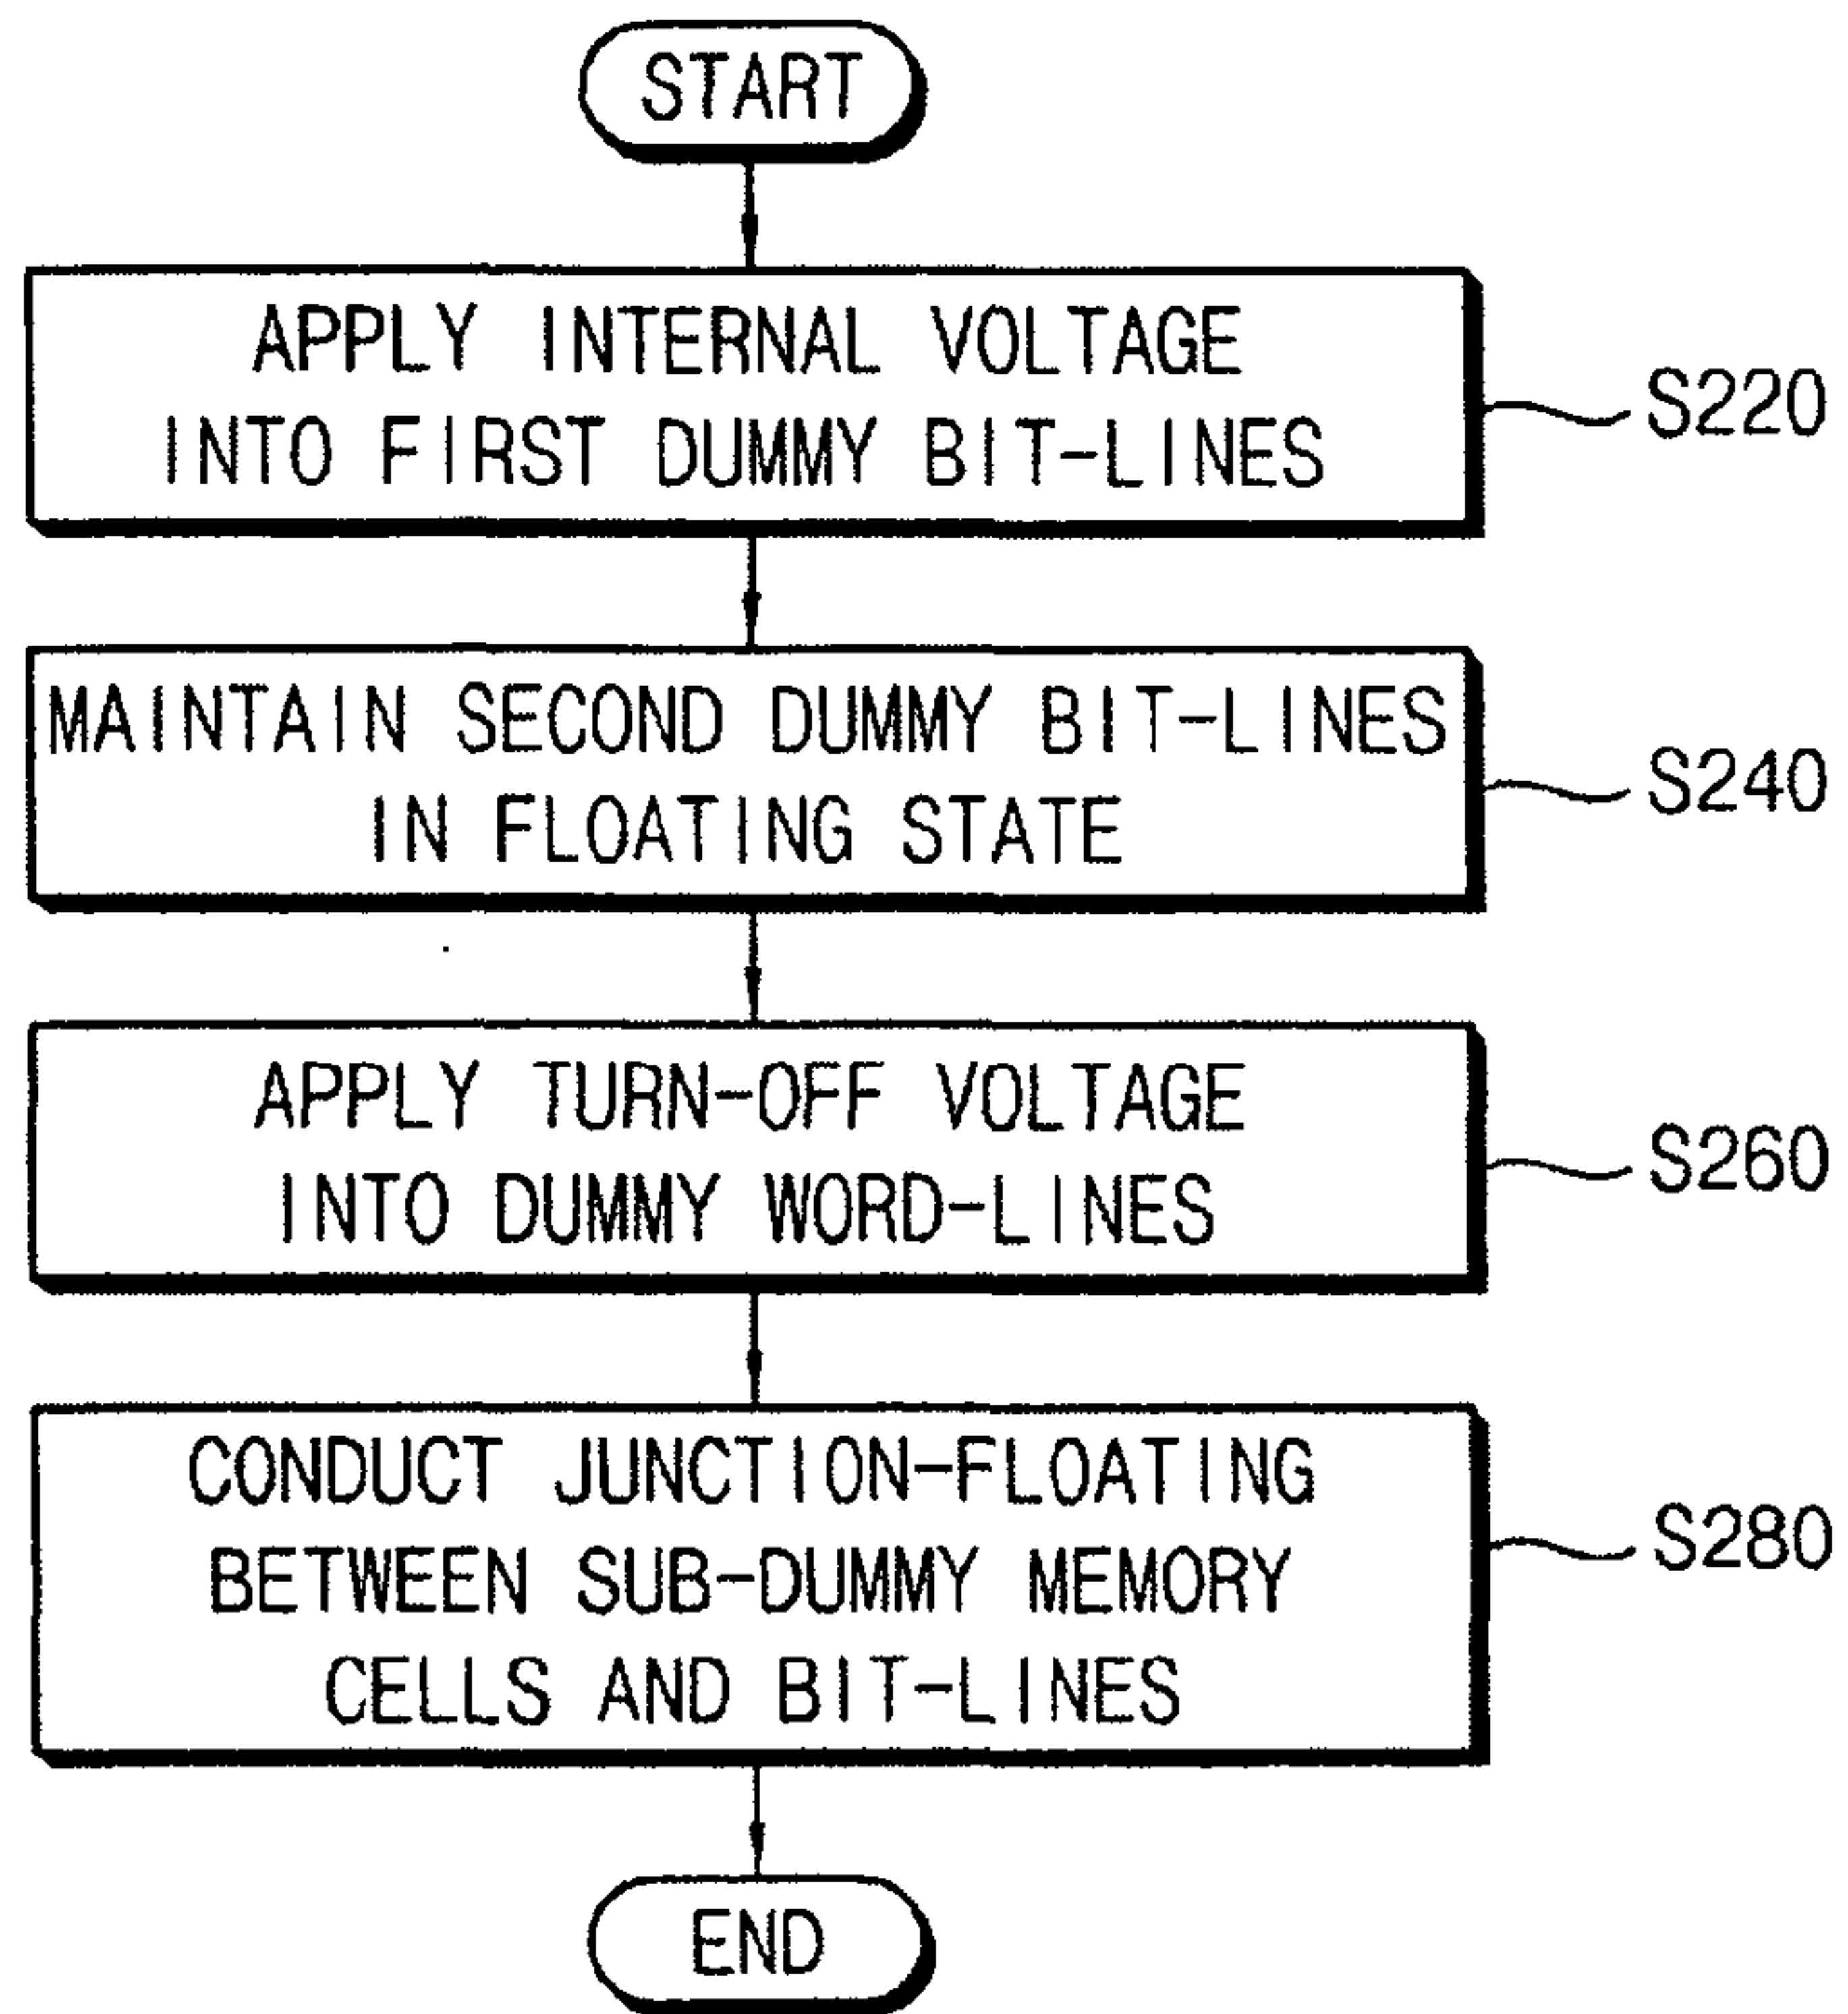 START
APPLY INTERNAL VOLTAGE
INTO FIRST DUMMY BIT-LINES
S220
MAINTAIN SECOND DUMMY BIT-LINES
IN FLOATING STATE
S240
APPLY TURN-OFF VOLTAGE
INTO DUMMY WORD-LINES
S260
CONDUCT JUNCTION-FLOATING
BETWEEN SUB-DUMMY MEMORY
CELLS AND BIT-LINES
S280
END